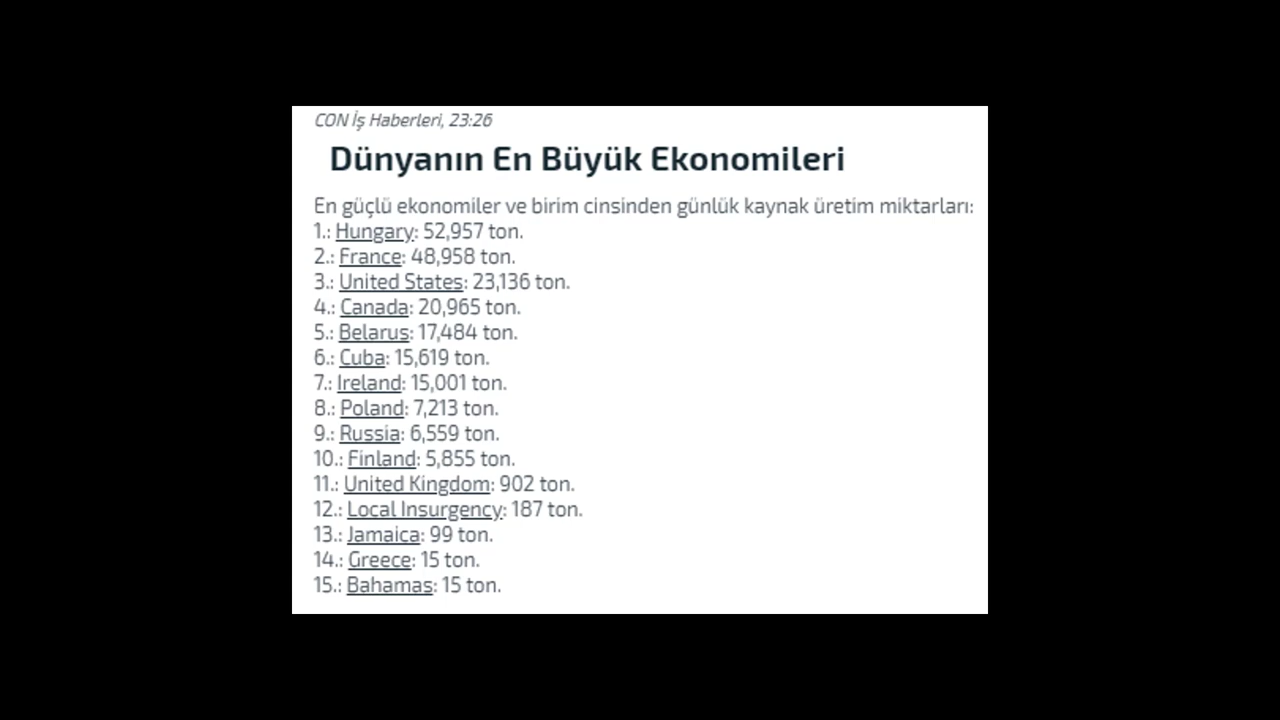 CON İş Haberleri, 23:26
Dünyanın En Büyük Ekonomileri
En güçlü ekonomiler ve birim cinsinden günlük kaynak üretim miktarları:
1.: Hungary: 52,957 ton.
2.: France: 48,958 ton.
3.: United States: 23,136 ton.
4.: Canada: 20,965 ton.
5.: Belarus: 17,484 ton.
6.: Cuba: 15,619 ton.
7.: Ireland: 15,001 ton.
8.: Poland: 7,213 ton.
9.: Russia: 6,559 ton.
10.: Finland: 5,855 ton.
11.: United Kingdom: 902 ton.
12.: Local Insurgency: 187 ton.
13.: Jamaica: 99 ton.
14.: Greece: 15 ton.
15.: Bahamas: 15 ton.